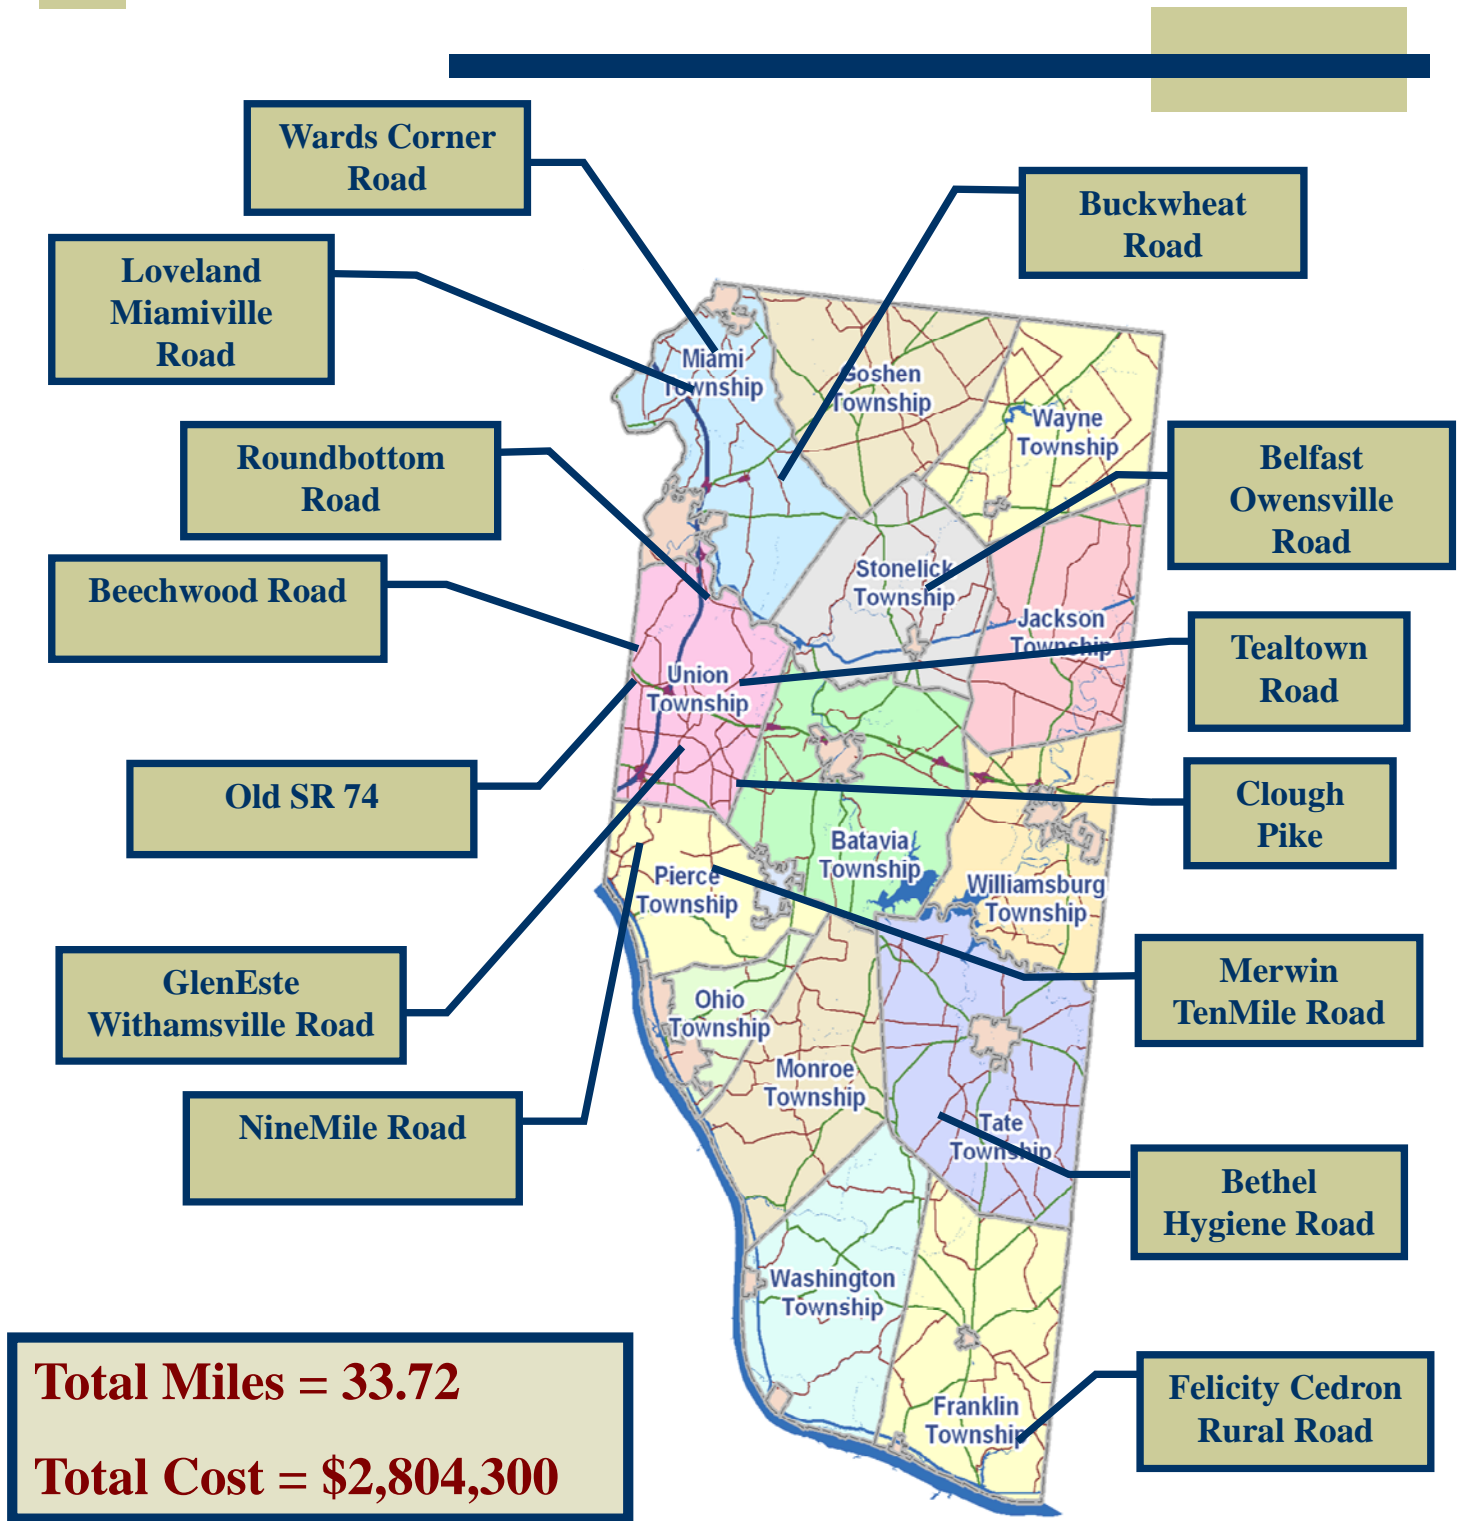 Wards Corner
Road
Buckwheat
Road
Loveland
Miamiville
Road
Miami
Township
Goshen
Township
Wayne
Township
Roundbottom
Road
Belfast
Owensville
Road
Beechwood Road
Stonelick
Township
Jackson
Township
Tealtown
Road
Union
Township
Old SR 74
Clough
Pike
Batavia
Township
Pierce
Township
Williamsburg
Township
GlenEste
Withamsville Road
Merwin
TenMile Road
Ohio
Township
Monroe
Township
NineMile Road
Tate
Township
Bethel
Hygiene Road
Washington
Township
Total Miles = 33.72
Total Cost = $2,804,300
Franklin
Township
Felicity Cedron
Rural Road